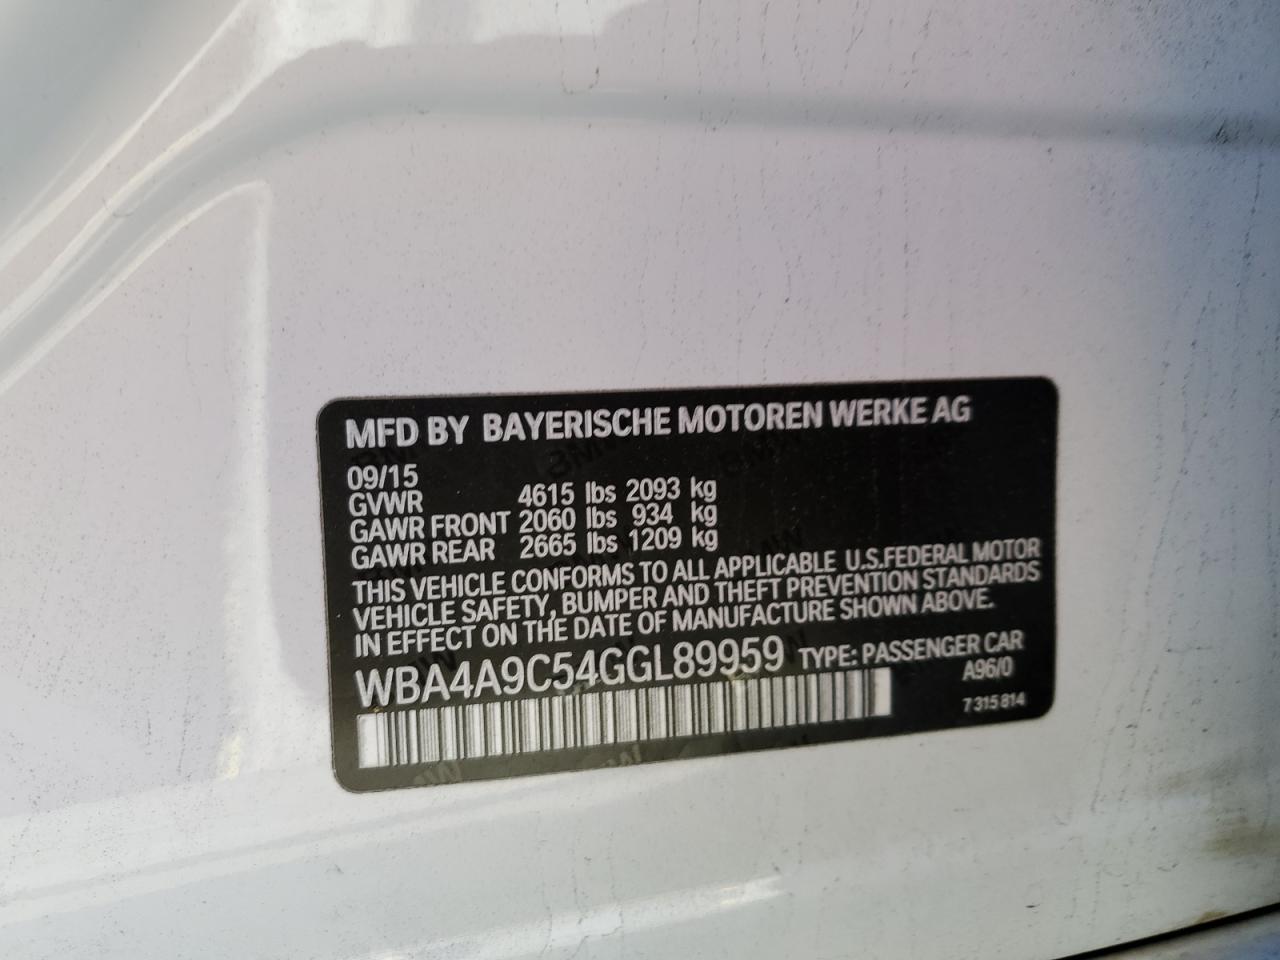 MFD BY BAYERISCHE MOTOREN WERKE AG
09/15
GVWR 4615 lbs 2093 kg
GAWR FRONT 2060 lbs 934 kg
GAWR REAR 2665 lbs 1209 kg
THIS VEHICLE CONFORMS TO ALL APPLICABLE U.S.FEDERAL MOTOR
VEHICLE SAFETY, BUMPER AND THEFT PREVENTION STANDARDS
IN EFFECT ON THE DATE OF MANUFACTURE SHOWN ABOVE.
WBA4A9C54GGL89959 TYPE: PASSENGER CAR
A96/0
7 315 814